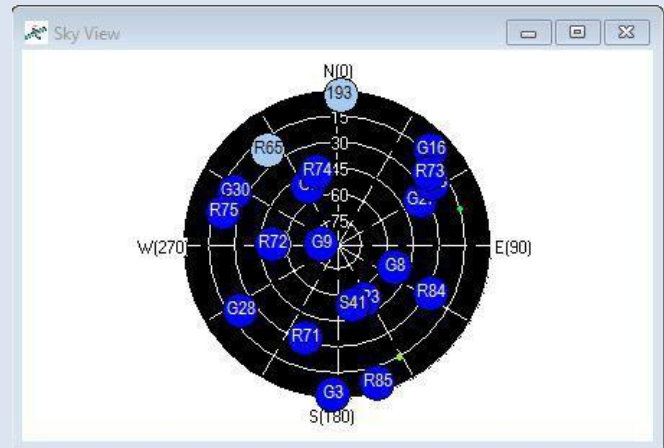 Sky View
N(0)
193
15
R65
30
G16
R74
45
R73
G30
60
G27
R75
75
W(270)
R72
G9
E(90)
G8
R84
S41
G28
R71
G3
R85
S(180)